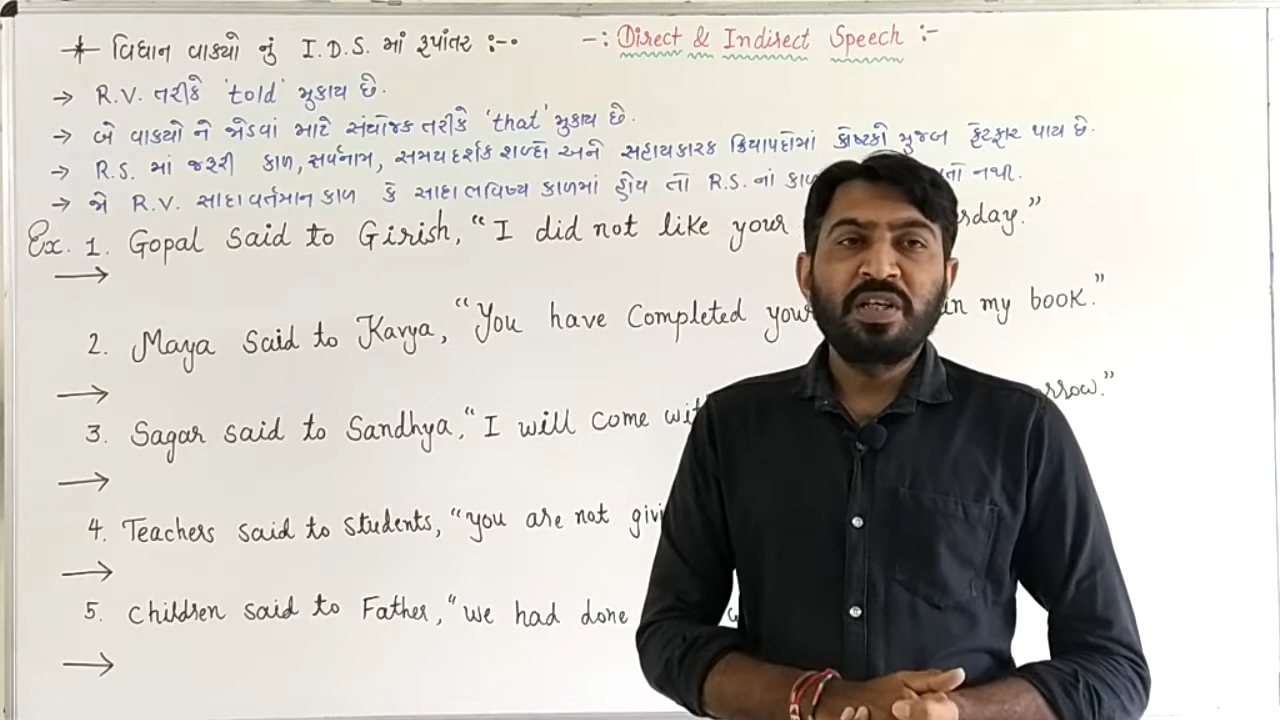 * વિધાન વાક્યો નું I.D.S. માં રૂપાંતર :-•
-: Direct & Indirect Speech :-
→ R.V. તરીકે 'told' મુકાય છે.
→ બે વાક્યો ને જોડવાં માટે સંયોજક તરીકે 'that' મુકાય છે.
→ R.S. માં જરૂરી કાળ, સર્વનામ, સમયદર્શક શબ્દો અને સહાયકારક ક્રિયાપદોમાં કોષ્ટકો મુજબ ફેરફાર થાય છે.
→ જો R.V. સાદા વર્તમાન કાળ કે સાદા ભવિષ્ય કાળમાં હોય તો R.S. નાં નથી.
Ex. 1. Gopal said to Girish, “I did not like your
→
2. Maya said to Kavya, “You have completed in my book.”
→
3. Sagar said to Sandhya, “I will come
→
4. Teachers said to students, “you are not
→
5. Children said to Father, “we had done
→